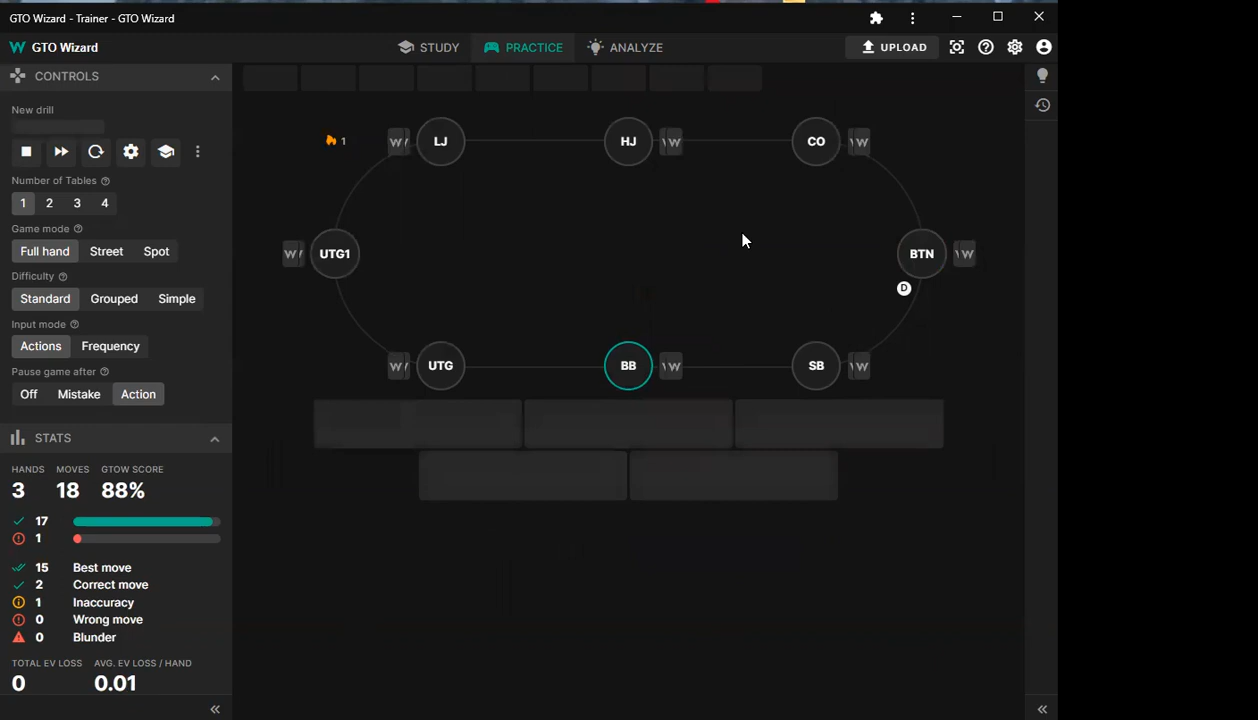 GTO Wizard - Trainer - GTO Wizard
GTO Wizard
STUDY
PRACTICE
ANALYZE
UPLOAD
CONTROLS
New drill
Number of Tables
1 2 3 4
Game mode
Full hand Street Spot
Difficulty
Standard Grouped Simple
Input mode
Actions Frequency
Pause game after
Off Mistake Action
STATS
HANDS MOVES GTOW SCORE
3 18 88%
17
1
15 Best move
2 Correct move
1 Inaccuracy
0 Wrong move
0 Blunder
TOTAL EV LOSS AVG. EV LOSS / HAND
0 0.01
1
LJ
HJ
CO
UTG1
BTN
D
UTG
BB
SB